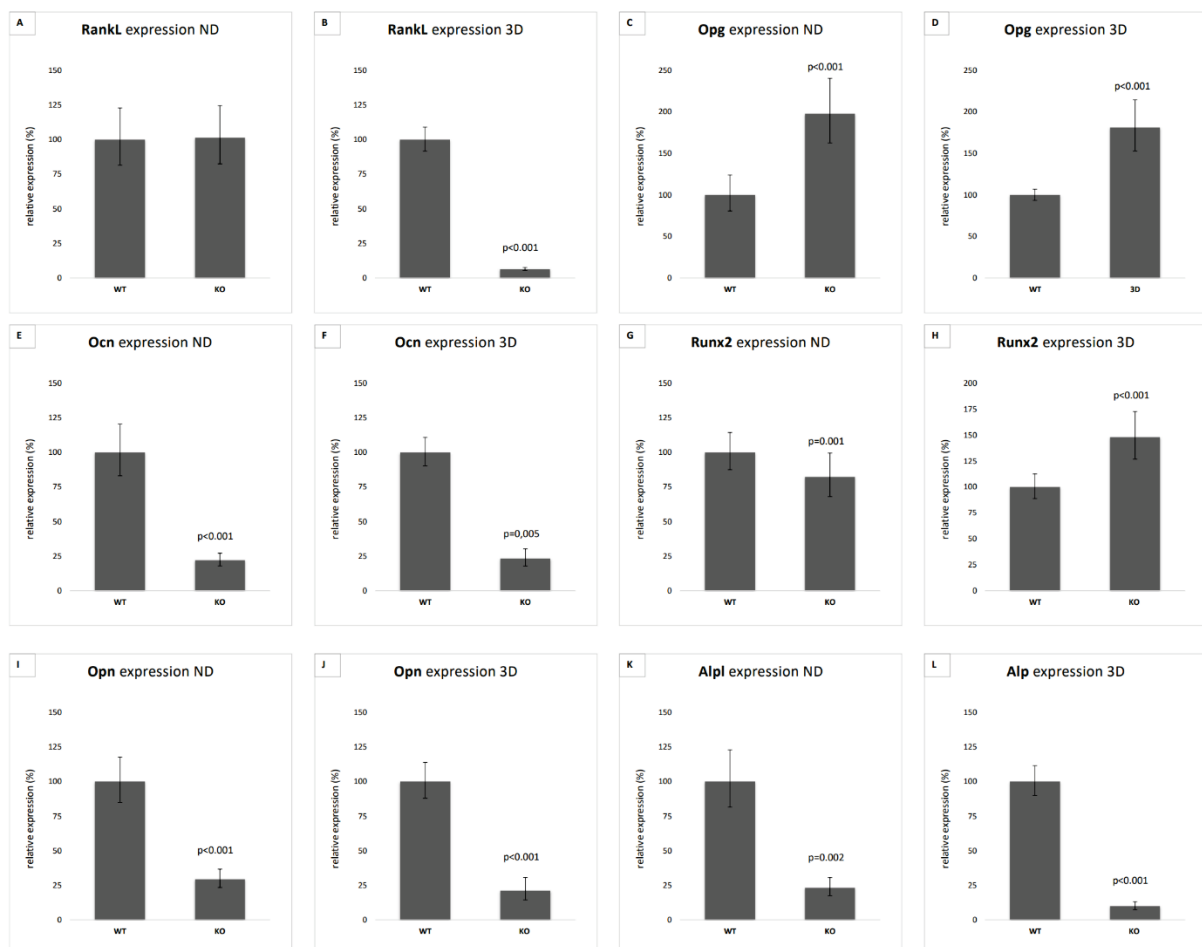 A
RankL expression ND
relative expression (%)
150
125
100
75
50
25
0
WT
KO
B
RankL expression 3D
relative expression (%)
150
125
100
75
50
25
0
p<0.001
WT
KO
C
Opg expression ND
relative expression (%)
250
200
150
100
50
0
p<0.001
WT
KO
D
Opg expression 3D
relative expression (%)
250
200
150
100
50
0
p<0.001
WT
3D
E
Ocn expression ND
relative expression (%)
150
125
100
75
50
25
0
p<0.001
WT
KO
F
Ocn expression 3D
relative expression (%)
150
125
100
75
50
25
0
p=0,005
WT
KO
G
Runx2 expression ND
relative expression (%)
150
125
100
75
50
25
0
p=0.001
WT
KO
H
Runx2 expression 3D
relative expression (%)
200
175
150
125
100
75
50
25
0
p<0.001
WT
KO
I
Opn expression ND
relative expression (%)
150
125
100
75
50
25
0
p<0.001
WT
KO
J
Opn expression 3D
relative expression (%)
150
125
100
75
50
25
0
p<0.001
WT
KO
K
Alpl expression ND
relative expression (%)
150
125
100
75
50
25
0
p=0.002
WT
KO
L
Alp expression 3D
relative expression (%)
150
125
100
75
50
25
0
p<0.001
WT
KO